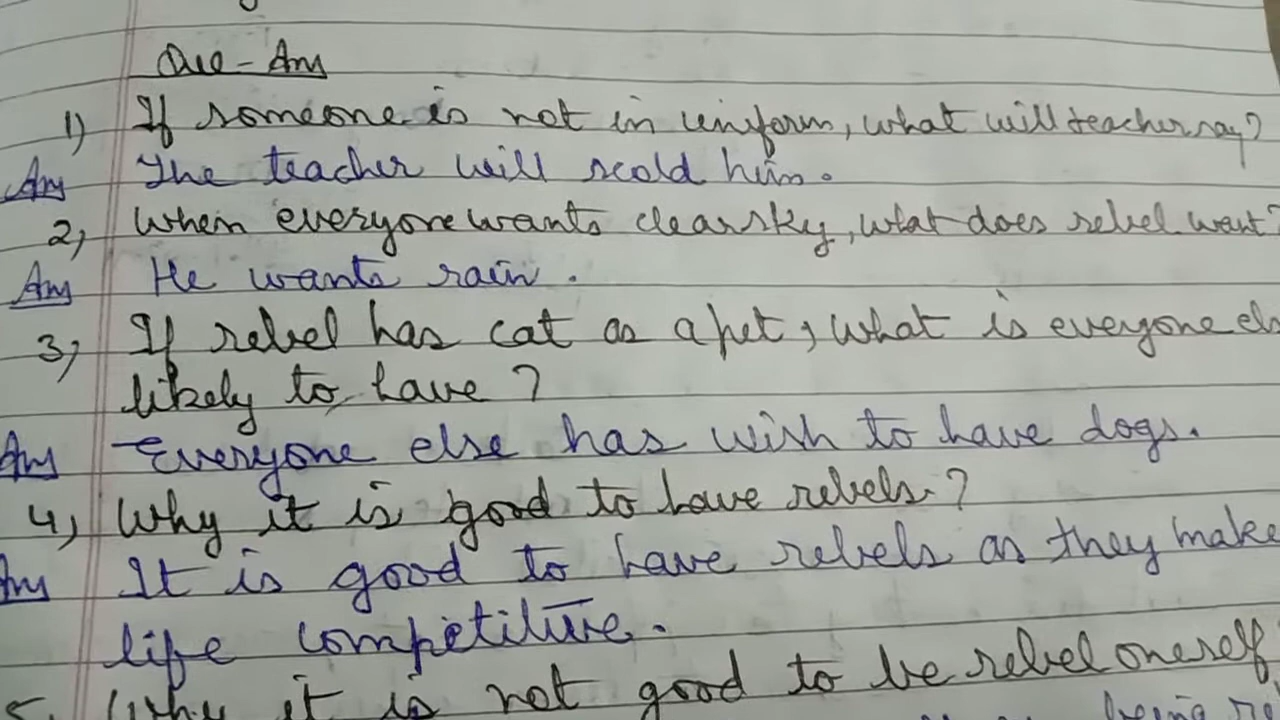 Que - Ans
1) If someone is not in uniform, what will teacher say?
Ans The teacher will scold him.
2, When everyone wants clear sky, what does rebel want?
Ans He wants rain.
3, If rebel has cat as a pet, what is everyone els
likely to have?
Ans Everyone else has wish to have dogs.
4, Why it is good to have rebels?
Ans It is good to have rebels as they make
life competitive.
5. Why it is not good to be rebel oneself
being re